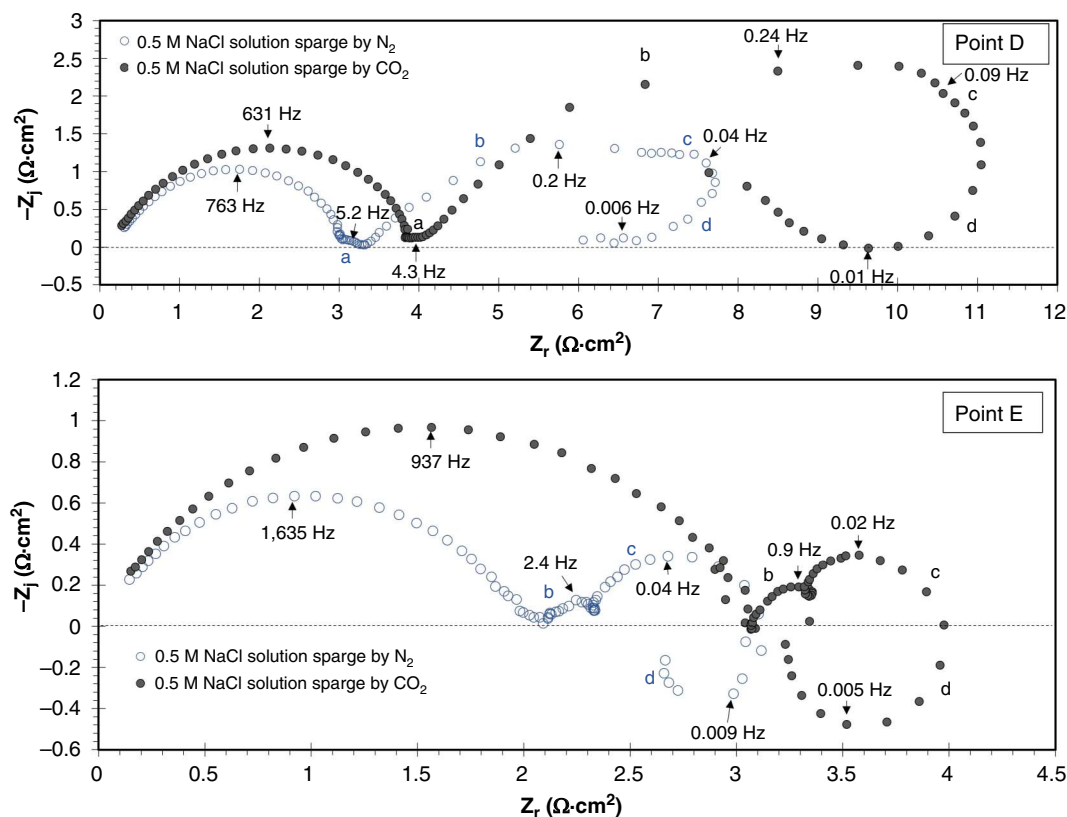 3
2.5
2
1.5
1
0.5
0
−0.5
−Zj (Ω·cm²)
0.5 M NaCl solution sparge by N₂
0.5 M NaCl solution sparge by CO₂
Point D
631 Hz
763 Hz
5.2 Hz
a
a
4.3 Hz
b
b
0.2 Hz
0.24 Hz
0.09 Hz
c
c
0.04 Hz
0.006 Hz
d
d
0.01 Hz
0 1 2 3 4 5 6 7 8 9 10 11 12
Zr (Ω·cm²)
1.2
1
0.8
0.6
0.4
0.2
0
−0.2
−0.4
−0.6
−Zj (Ω·cm²)
Point E
937 Hz
1,635 Hz
2.4 Hz
b
c
0.04 Hz
b
0.9 Hz
0.02 Hz
c
d
d
0.009 Hz
0.005 Hz
0.5 M NaCl solution sparge by N₂
0.5 M NaCl solution sparge by CO₂
0 0.5 1 1.5 2 2.5 3 3.5 4 4.5
Zr (Ω·cm²)